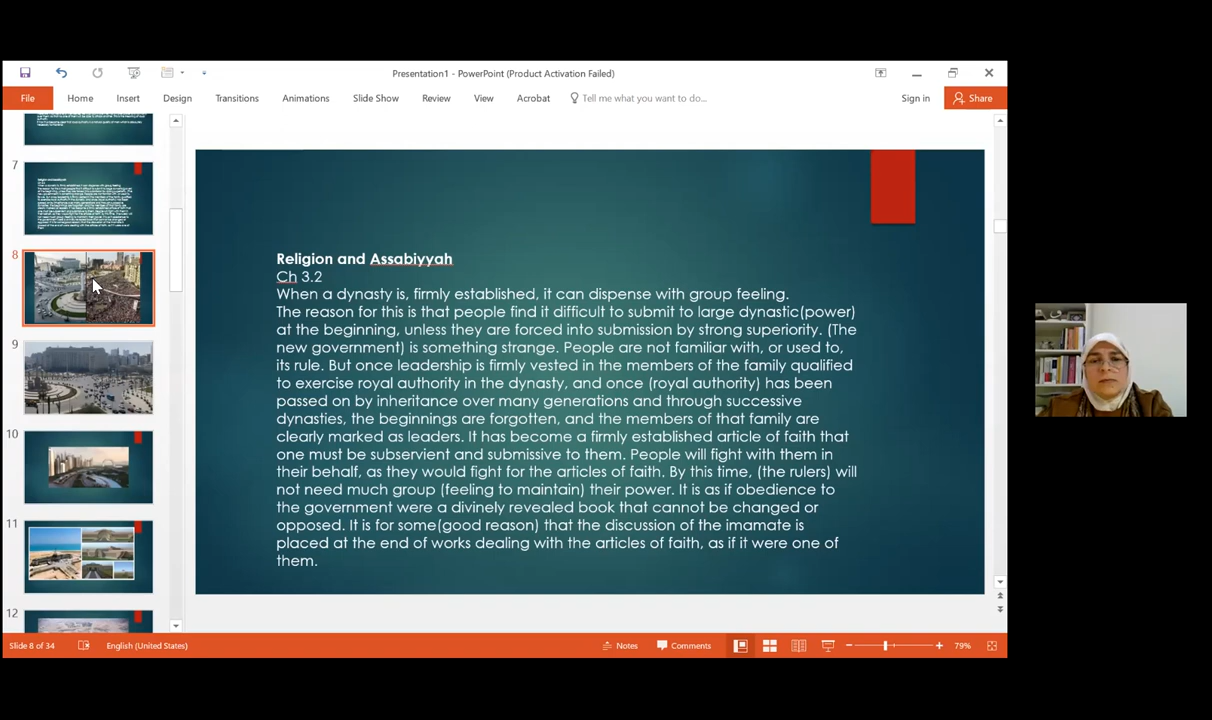 Presentation1 - PowerPoint (Product Activation Failed)
File Home Insert Design Transitions Animations Slide Show Review View Acrobat Tell me what you want to do... Sign in Share
7
8
9
10
11
12
Religion and Assabiyyah
Ch 3.2
When a dynasty is, firmly established, it can dispense with group feeling.
The reason for this is that people find it difficult to submit to large dynastic(power)
at the beginning, unless they are forced into submission by strong superiority. (The
new government) is something strange. People are not familiar with, or used to,
its rule. But once leadership is firmly vested in the members of the family qualified
to exercise royal authority in the dynasty, and once (royal authority) has been
passed on by inheritance over many generations and through successive
dynasties, the beginnings are forgotten, and the members of that family are
clearly marked as leaders. It has become a firmly established article of faith that
one must be subservient and submissive to them. People will fight with them in
their behalf, as they would fight for the articles of faith. By this time, (the rulers) will
not need much group (feeling to maintain) their power. It is as if obedience to
the government were a divinely revealed book that cannot be changed or
opposed. It is for some(good reason) that the discussion of the imamate is
placed at the end of works dealing with the articles of faith, as if it were one of
them.
Slide 8 of 34 English (United States) Notes Comments 79%